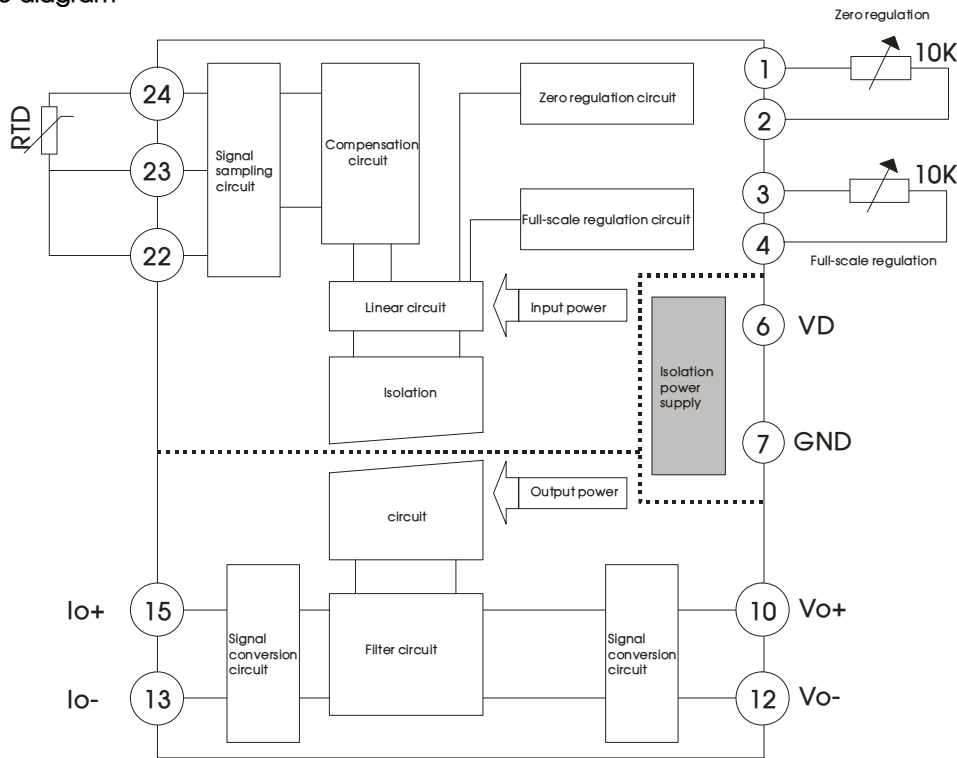 diagram
Zero regulation
10K
1
2
24
RTD
23
22
Signal
sampling
circuit
Compensation
circuit
Zero regulation circuit
Full-scale regulation circuit
3
10K
4
Full-scale regulation
Linear circuit
Input power
6
VD
Isolation
power
supply
Isolation
7
GND
Output power
circuit
Io+
15
Signal
conversion
circuit
Filter circuit
Signal
conversion
circuit
10
Vo+
Io-
13
12
Vo-